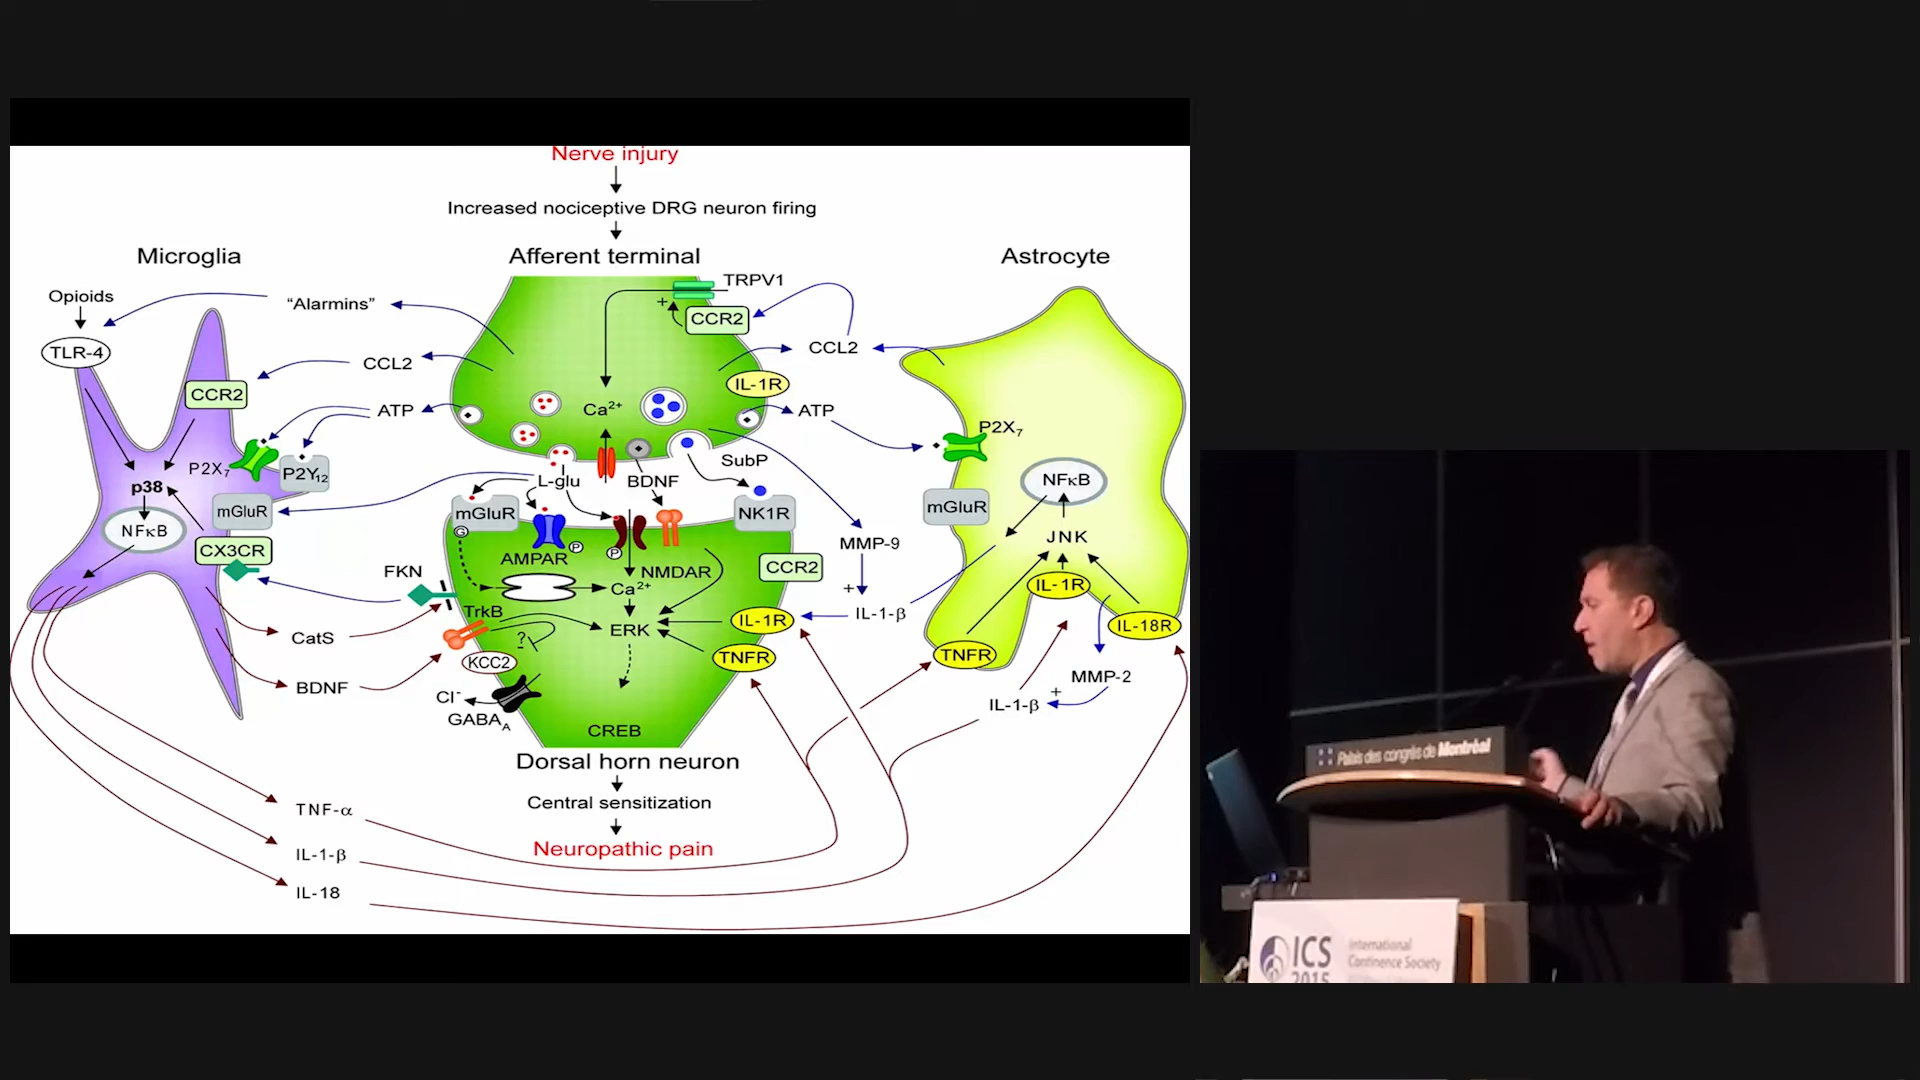 Nerve injury
Increased nociceptive DRG neuron firing
Microglia
Afferent terminal
Astrocyte
Opioids
"Alarmins"
TRPV1
+
CCR2
TLR-4
CCL2
CCL2
CCR2
IL-1R
ATP
Ca²⁺
ATP
P2X₇
P2X₇
P2Y₁₂
SubP
p38
L-glu
BDNF
NFκB
mGluR
mGluR
NK1R
mGluR
NFκB
G
P
P
JNK
CX3CR
AMPAR
NMDAR
CCR2
MMP-9
FKN
Ca²⁺
+
IL-1R
TrkB
ERK
IL-1R
IL-1-β
IL-18R
CatS
?
KCC2
TNFR
TNFR
BDNF
Cl⁻
MMP-2
+
IL-1-β
GABA_A
CREB
Dorsal horn neuron
Central sensitization
TNF-α
Neuropathic pain
IL-1-β
IL-18
Palais des congrès de Montréal
ICS
2015
International
Continence Society